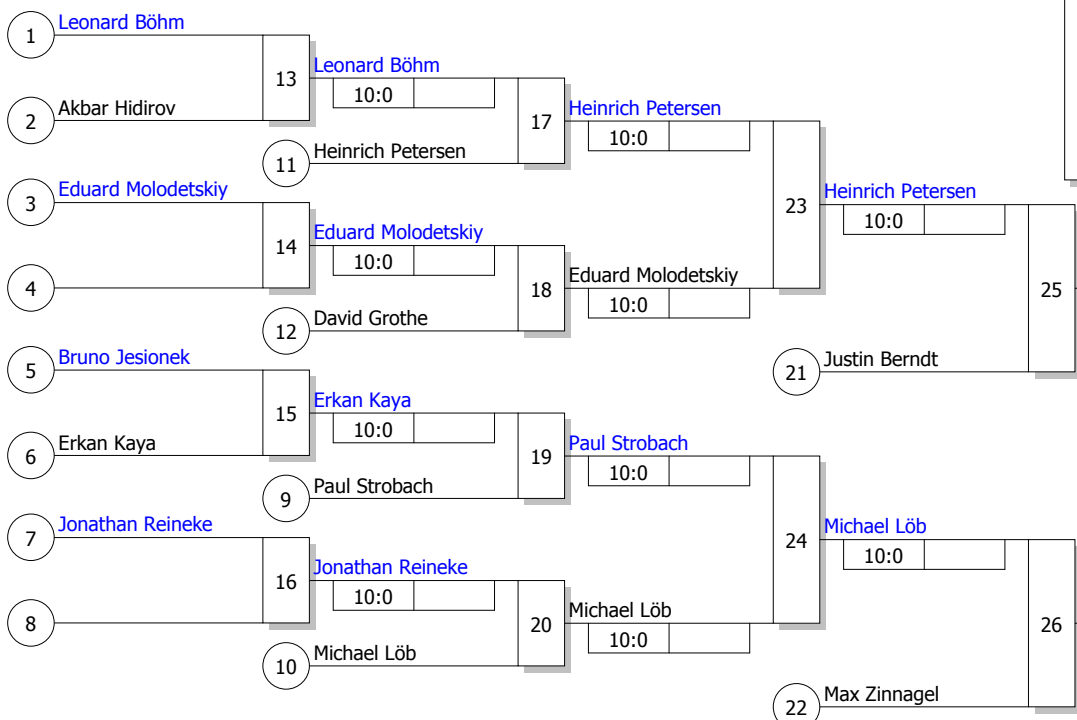 Leonard Böhm
1
13
Leonard Böhm
10:0
Akbar Hidirov
2
17
Heinrich Petersen
10:0
Heinrich Petersen
11
Eduard Molodetskiy
3
23
Heinrich Petersen
10:0
14
Eduard Molodetskiy
10:0
4
18
Eduard Molodetskiy
10:0
25
David Grothe
12
Bruno Jesionek
5
Justin Berndt
21
15
Erkan Kaya
10:0
Erkan Kaya
6
19
Paul Strobach
10:0
Paul Strobach
9
Jonathan Reineke
7
24
Michael Löb
10:0
16
Jonathan Reineke
10:0
8
20
Michael Löb
10:0
26
Michael Löb
10
Max Zinnagel
22